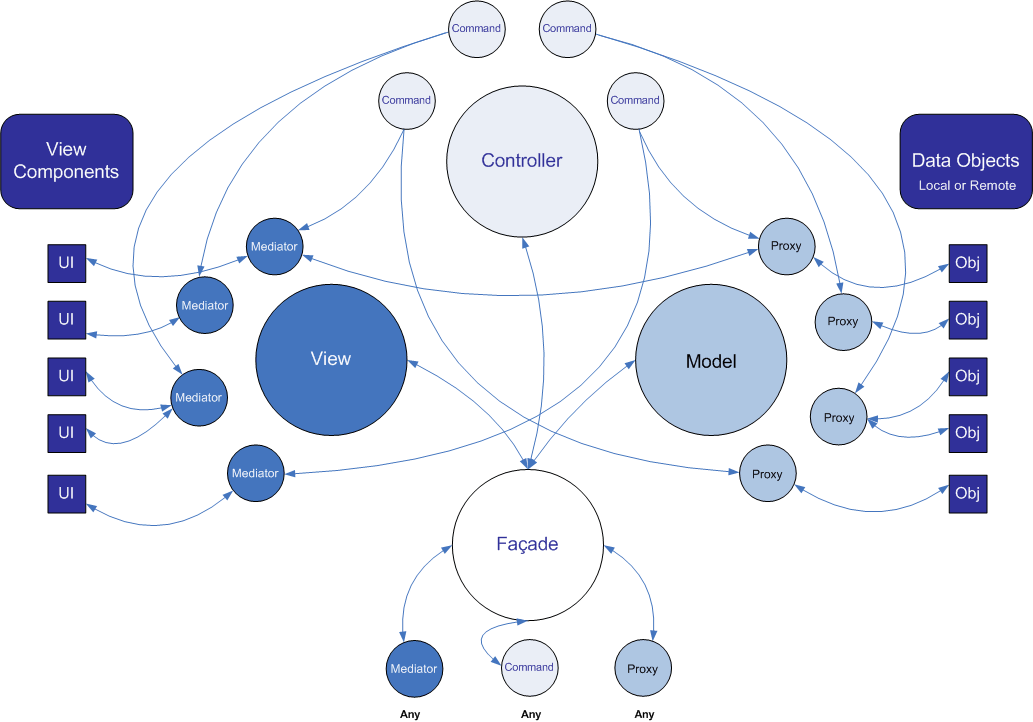 Command
Command
Command
Command
View
Components
Controller
Data Objects
Local or Remote
Mediator
Proxy
UI
Obj
Mediator
UI
Proxy
Obj
View
Model
UI
Obj
Mediator
Proxy
UI
Obj
Mediator
Proxy
UI
Obj
Façade
Mediator
Command
Proxy
Any
Any
Any